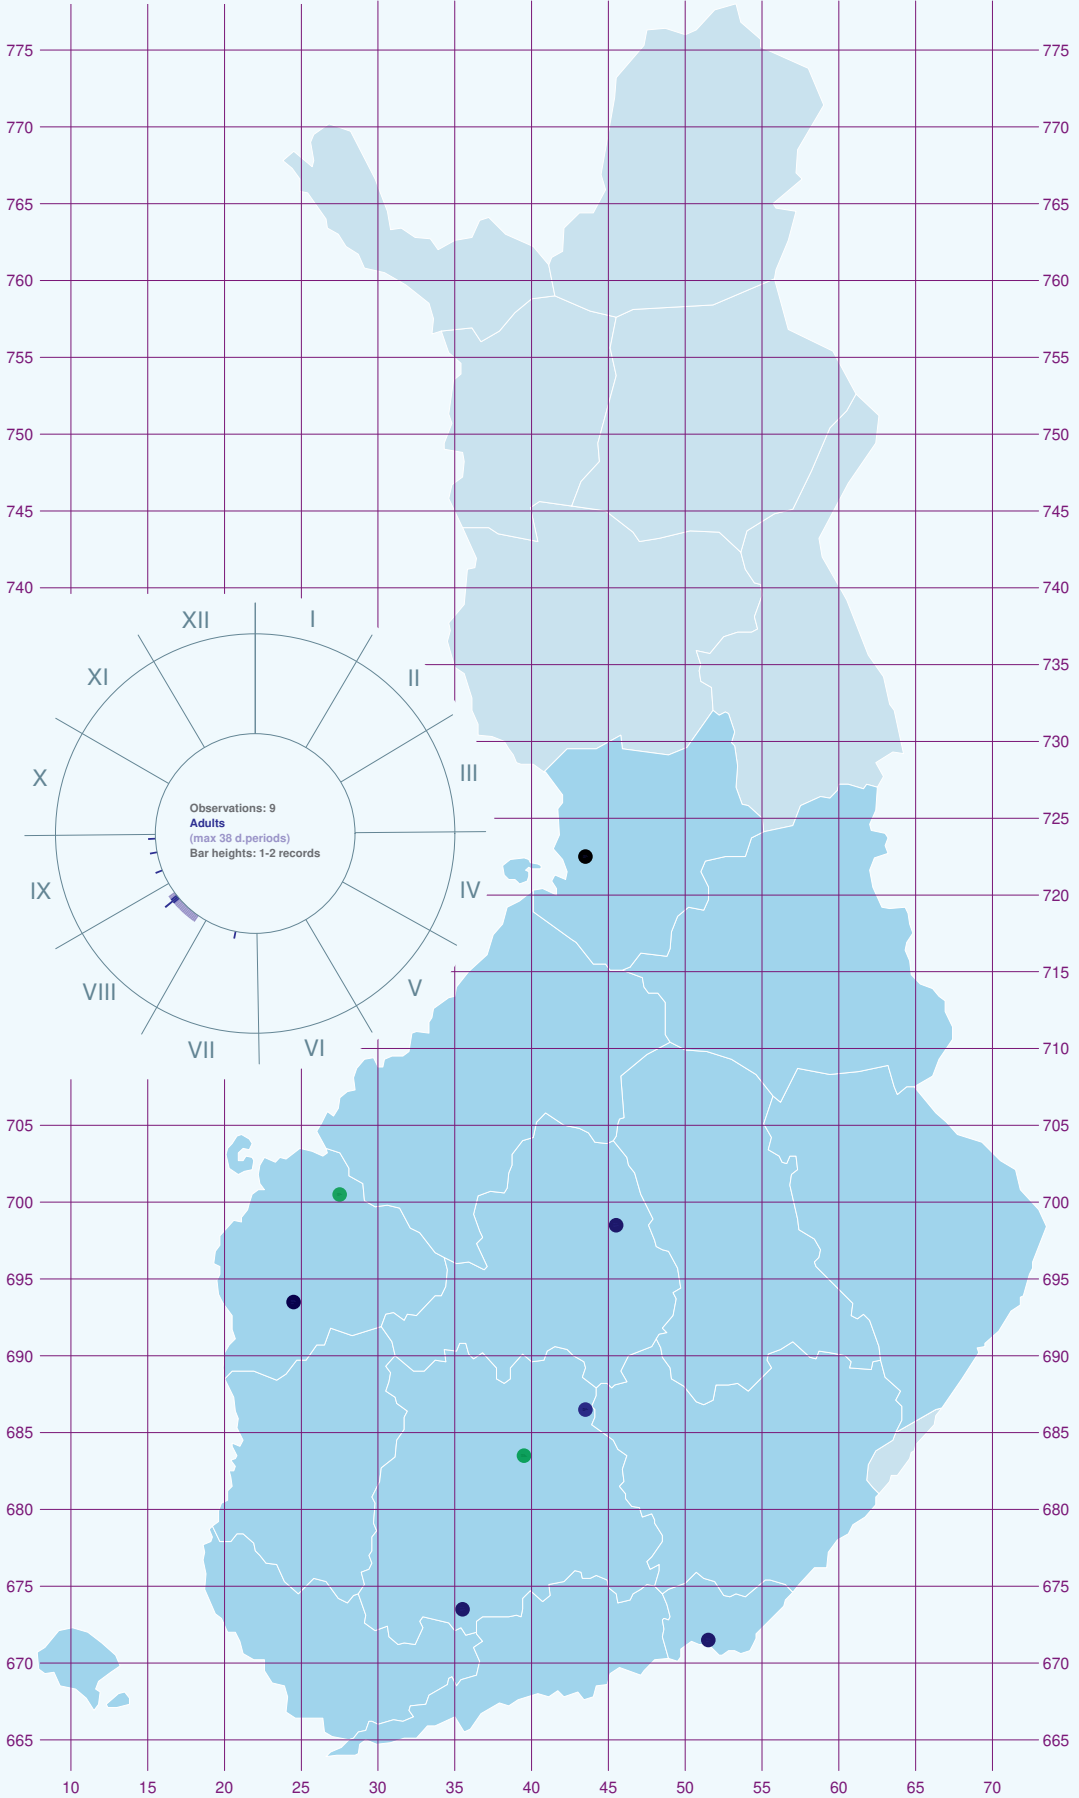 775 775
770 770
765 765
760 760
755 755
750 750
745 745
740 740
XII I
XI II
735
730
X III
Observations: 9
Adults
(max 38 d.periods)
Bar heights: 1-2 records
725
IX IV
720
VIII V
715
VII VI
710
705 705
700 700
695 695
690 690
685 685
680 680
675 675
670 670
665 665
10 15 20 25 30 35 40 45 50 55 60 65 70